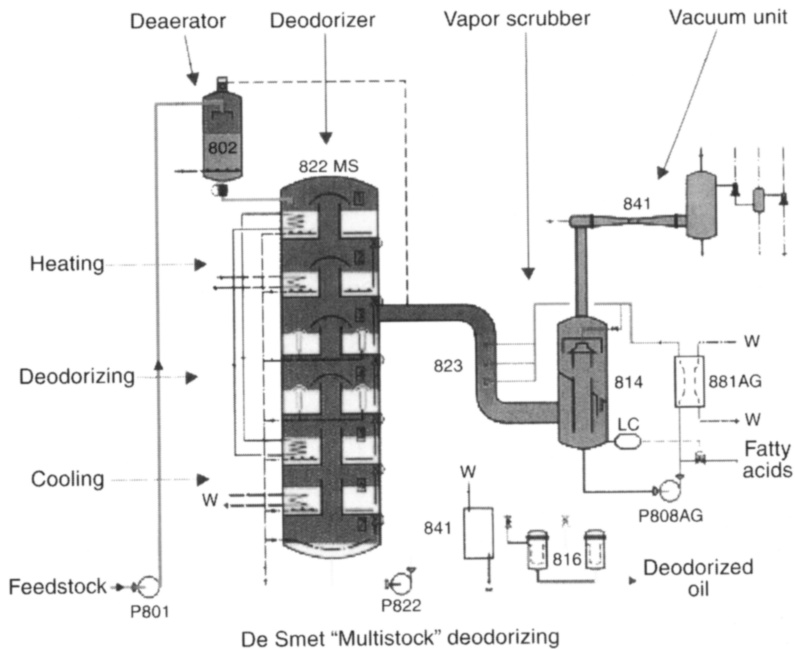 Deaerator
Deodorizer
Vapor scrubber
Vacuum unit
802
822 MS
841
Heating
Deodorizing
823
814
881AG
W
W
LC
Fatty
acids
Cooling
W
W
P808AG
841
816
Deodorized
oil
Feedstock
P801
P822
De Smet “Multistock” deodorizing